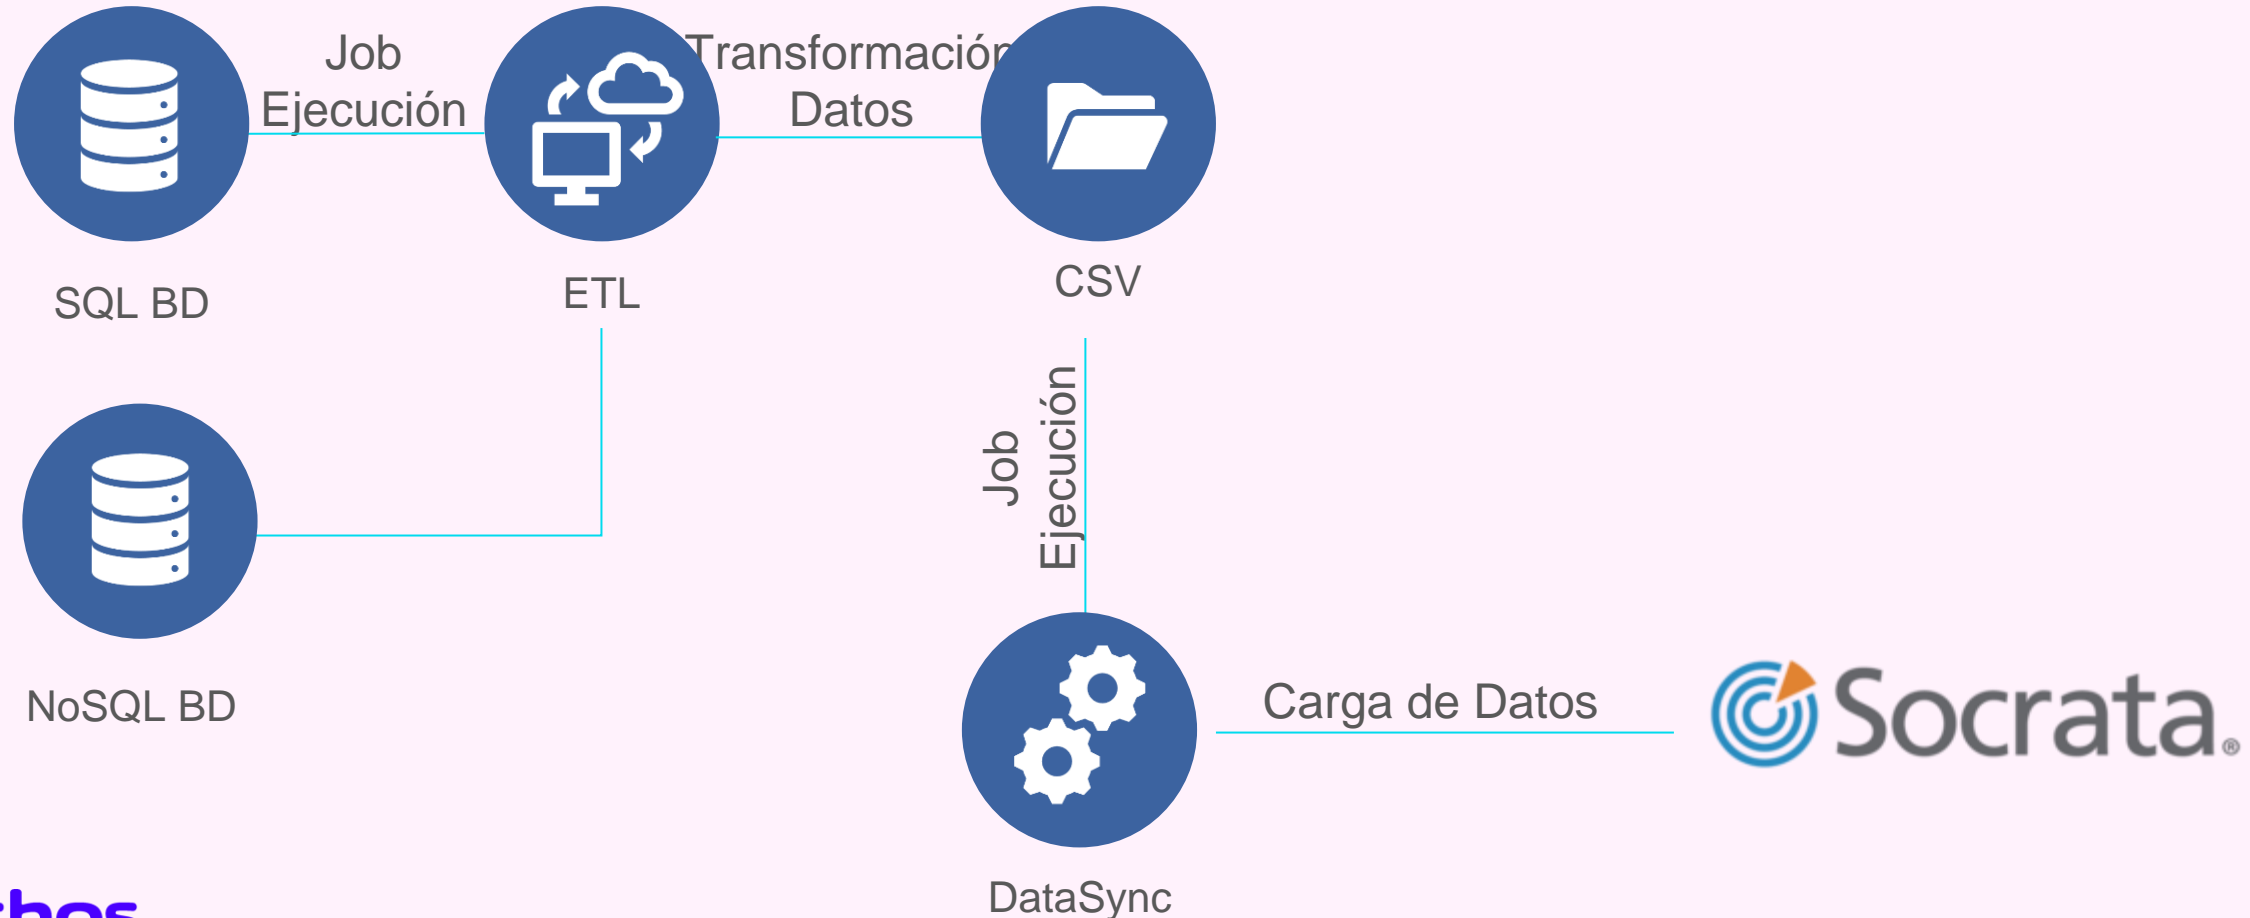 Job
Ejecución
Transformación
Datos
SQL BD
ETL
CSV
Job
Ejecución
NoSQL BD
Carga de Datos
Socrata®
DataSync